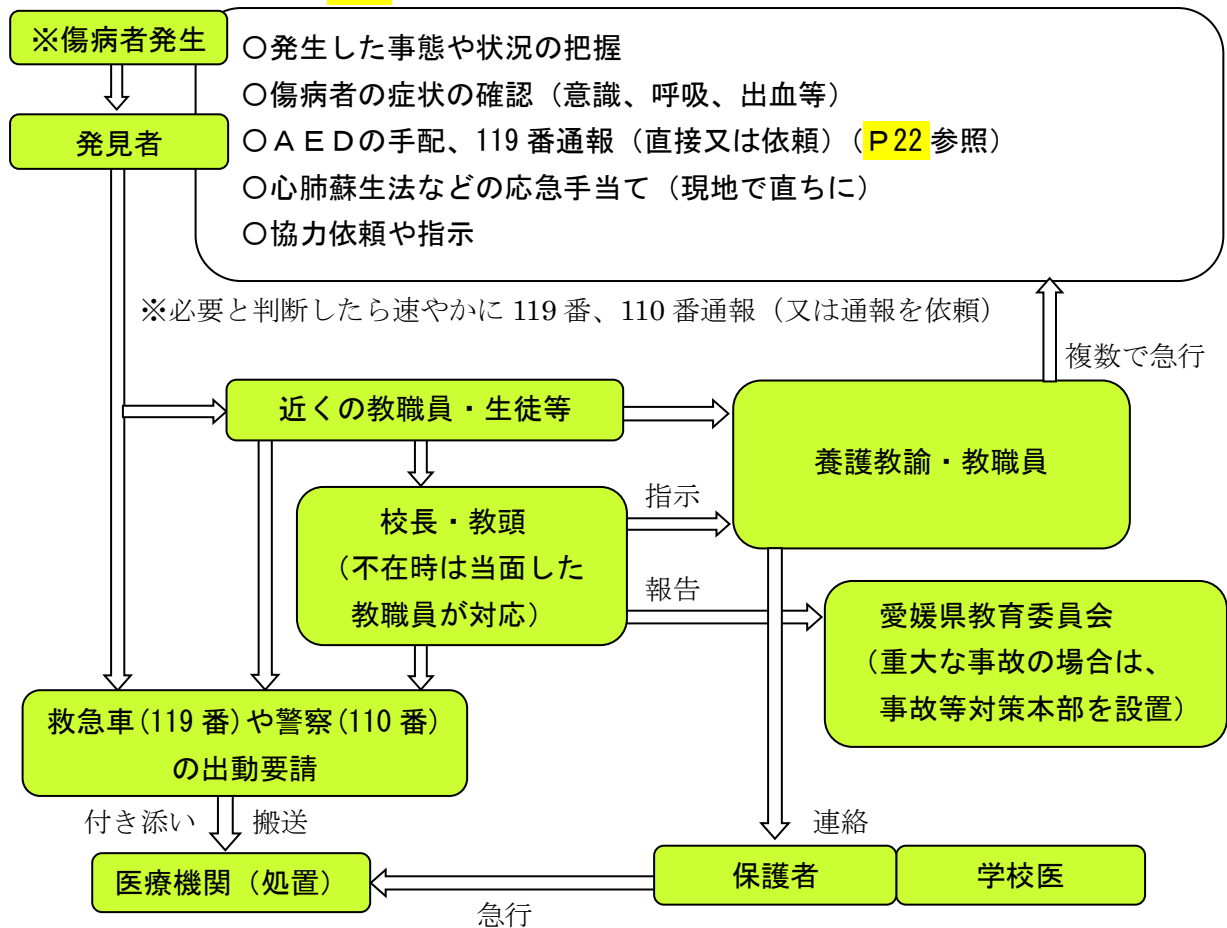 ※傷病者発生
発見者
〇発生した事態や状況の把握
〇傷病者の症状の確認（意識、呼吸、出血等）
〇ＡＥＤの手配、119 番通報（直接又は依頼）（Ｐ22 参照）
〇心肺蘇生法などの応急手当て（現地で直ちに）
〇協力依頼や指示
※必要と判断したら速やかに 119 番、110 番通報（又は通報を依頼）
複数で急行
近くの教職員・生徒等
養護教諭・教職員
校長・教頭
（不在時は当面した
教職員が対応）
指示
報告
愛媛県教育委員会
（重大な事故の場合は、
事故等対策本部を設置）
救急車(119 番)や警察(110 番)
の出動要請
付き添い
搬送
連絡
医療機関（処置）
保護者
学校医
急行